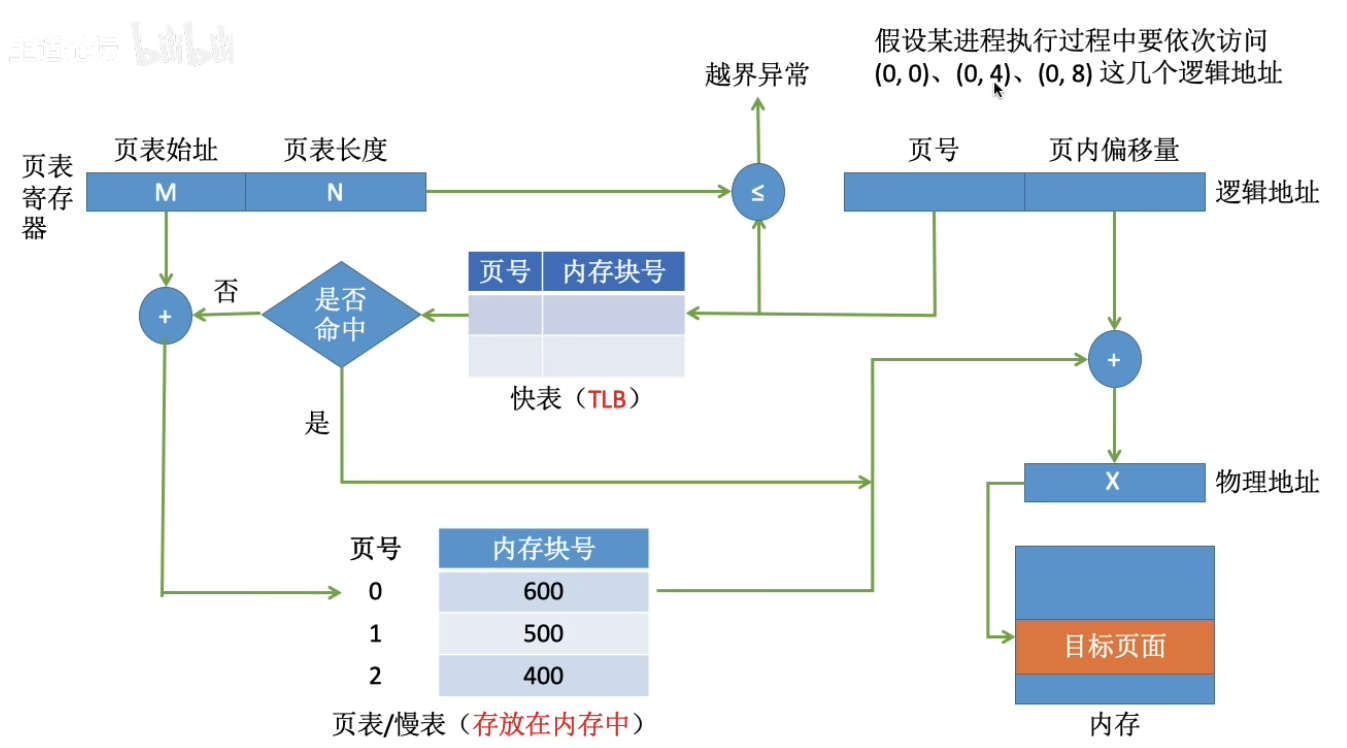 王道论坛 bilibili
假设某进程执行过程中要依次访问
(0, 0)、(0, 4)、(0, 8) 这几个逻辑地址
越界异常
页表始址 页表长度
页号 页内偏移量
页表
寄存
器
M N
≤
逻辑地址
页号 内存块号
否
是否
命中
+
快表（TLB）
+
是
X
物理地址
页号 内存块号
0 600
1 500
2 400
目标页面
页表/慢表（存放在内存中）
内存